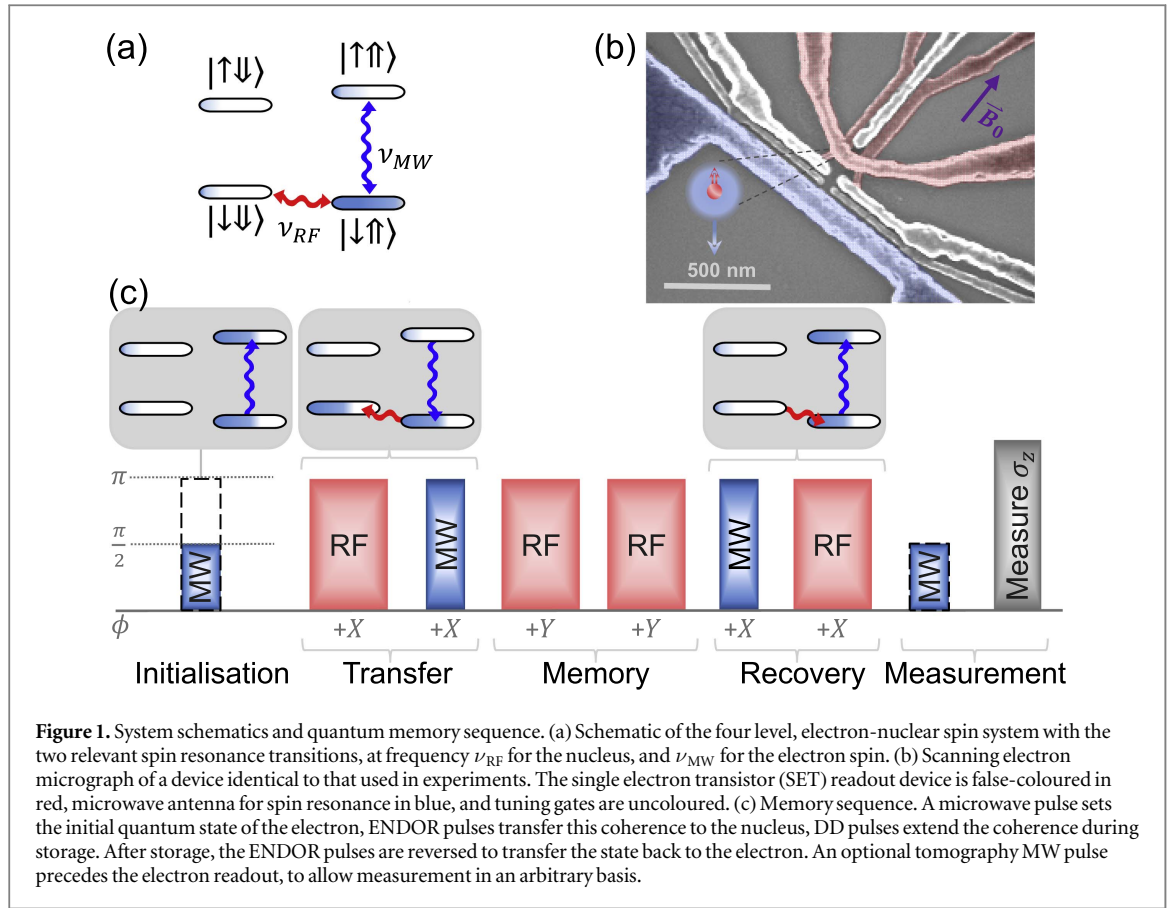 (a)
|↑⇓⟩
|↑⇑⟩
ν_MW
|↓⇓⟩
ν_RF
|↓⇑⟩
(b)
B⃗₀
500 nm
(c)
π
π/2
MW
RF
MW
RF
RF
MW
RF
MW
Measure σ_z
ϕ
+X
+X
+Y
+Y
+X
+X
Initialisation
Transfer
Memory
Recovery
Measurement
Figure 1. System schematics and quantum memory sequence. (a) Schematic of the four level, electron-nuclear spin system with the
two relevant spin resonance transitions, at frequency ν_RF for the nucleus, and ν_MW for the electron spin. (b) Scanning electron
micrograph of a device identical to that used in experiments. The single electron transistor (SET) readout device is false-coloured in
red, microwave antenna for spin resonance in blue, and tuning gates are uncoloured. (c) Memory sequence. A microwave pulse sets
the initial quantum state of the electron, ENDOR pulses transfer this coherence to the nucleus, DD pulses extend the coherence during
storage. After storage, the ENDOR pulses are reversed to transfer the state back to the electron. An optional tomography MW pulse
precedes the electron readout, to allow measurement in an arbitrary basis.